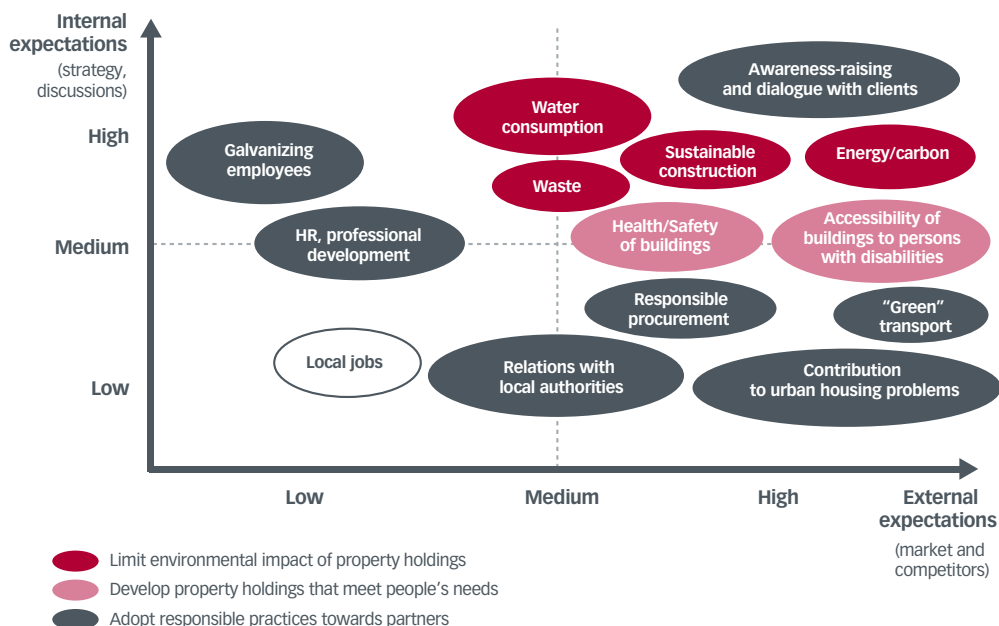 Internal
expectations
(strategy,
discussions)
High
Medium
Low
Awareness-raising
and dialogue with clients
Water
consumption
Galvanizing
employees
Sustainable
construction
Energy/carbon
Waste
HR, professional
development
Health/Safety
of buildings
Accessibility of
buildings to persons
with disabilities
Responsible
procurement
“Green”
transport
Local jobs
Relations with
local authorities
Contribution
to urban housing problems
Low
Medium
High
External
expectations
(market and
competitors)
Limit environmental impact of property holdings
Develop property holdings that meet people’s needs
Adopt responsible practices towards partners